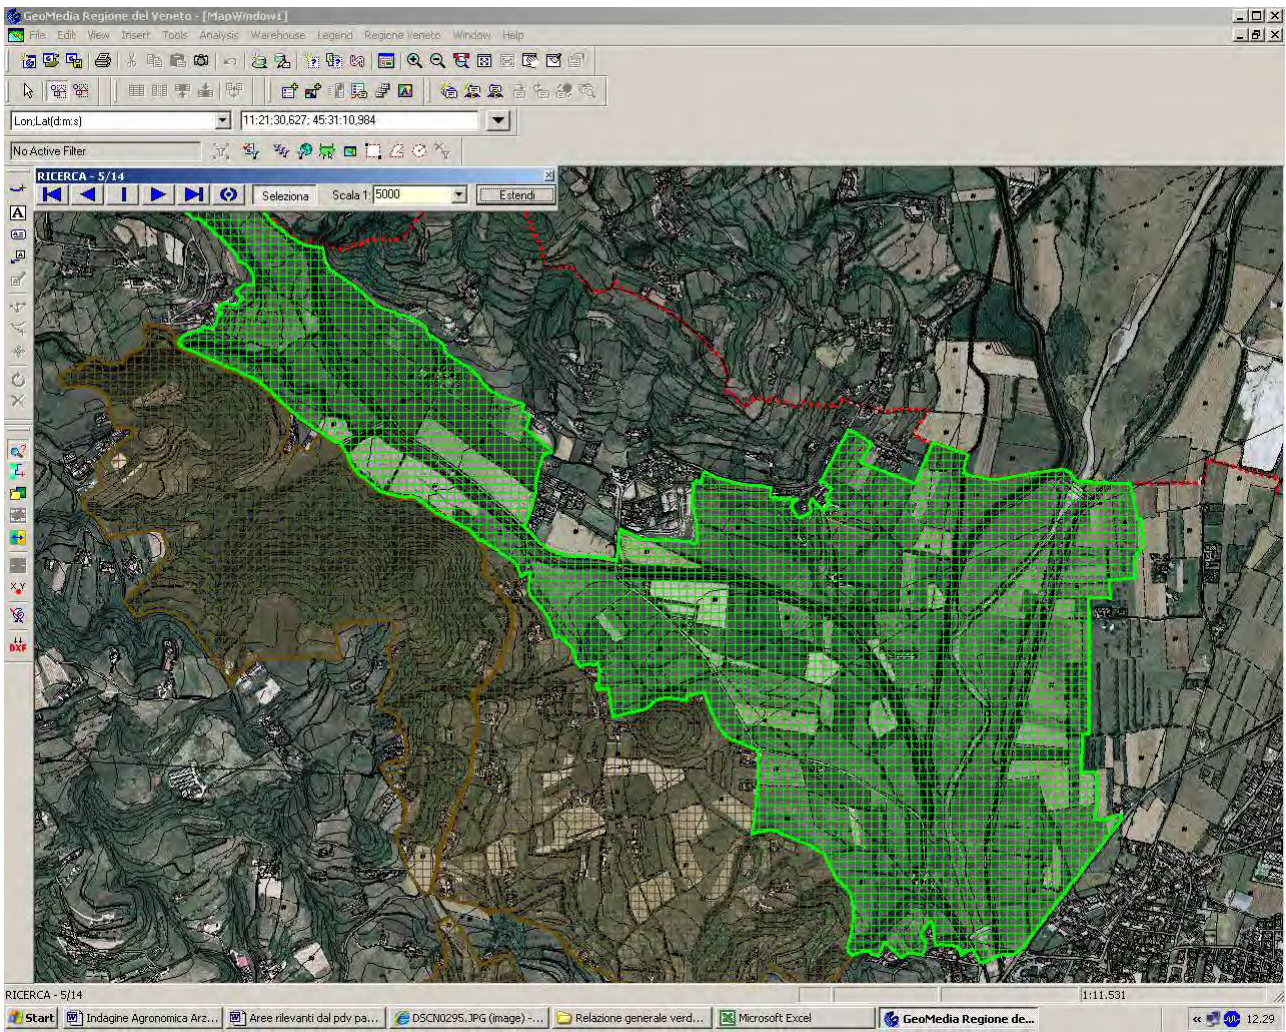 GeoMedia Regione del Veneto - [MapWindow1]
File Edit View Insert Tools Analysis Warehouse Legend Regione Veneto Window Help
Lon;Lat(d:m:s) 11:21:30,627; 45:31:10,984
No Active Filter
RICERCA - 5/14
Seleziona Scala 1: 5000 Estendi
DXF
RICERCA - 5/14 1:11.531
Start Indagine Agronomica Arz... Aree rilevanti dal pdv pa... DSCN0295.JPG (image) -... Relazione generale verd... Microsoft Excel GeoMedia Regione de... « 12.29